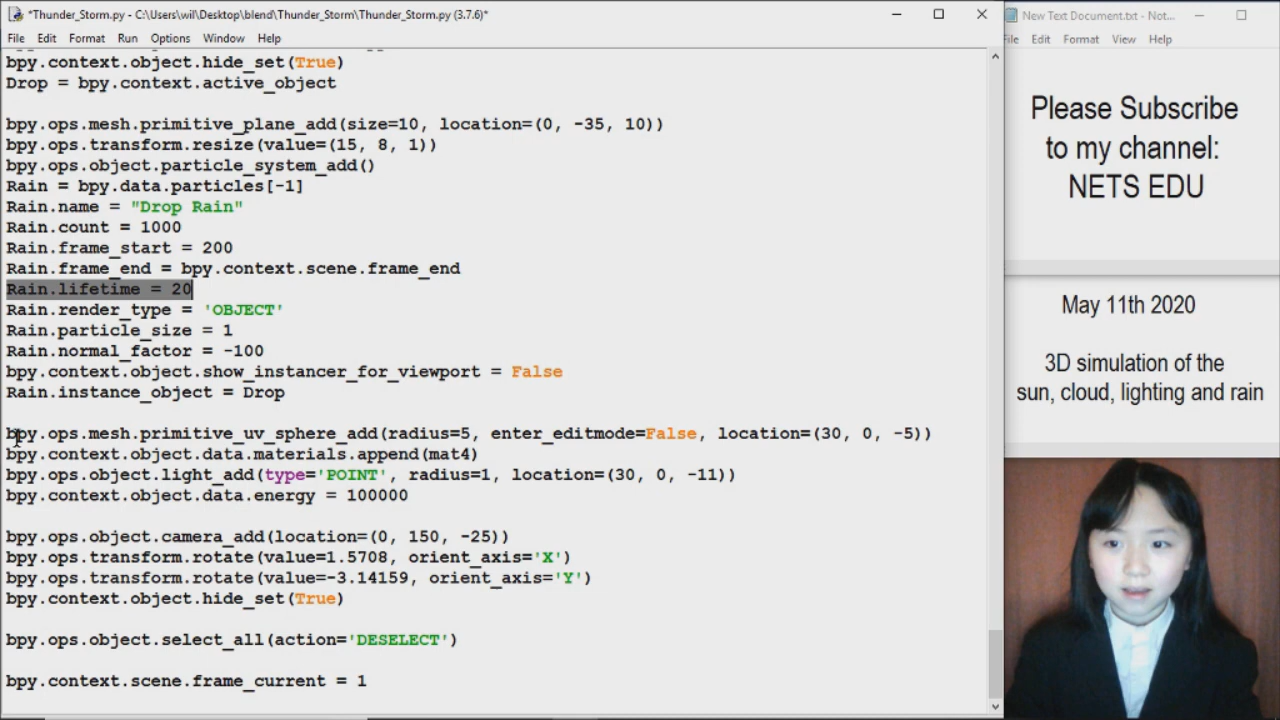 *Thunder_Storm.py - C:\Users\wil\Desktop\blend\Thunder_Storm\Thunder_Storm.py (3.7.6)*
File Edit Format Run Options Window Help
bpy.context.object.hide_set(True)
Drop = bpy.context.active_object
bpy.ops.mesh.primitive_plane_add(size=10, location=(0, -35, 10))
bpy.ops.transform.resize(value=(15, 8, 1))
bpy.ops.object.particle_system_add()
Rain = bpy.data.particles[-1]
Rain.name = "Drop Rain"
Rain.count = 1000
Rain.frame_start = 200
Rain.frame_end = bpy.context.scene.frame_end
Rain.lifetime = 20
Rain.render_type = 'OBJECT'
Rain.particle_size = 1
Rain.normal_factor = -100
bpy.context.object.show_instancer_for_viewport = False
Rain.instance_object = Drop
bpy.ops.mesh.primitive_uv_sphere_add(radius=5, enter_editmode=False, location=(30, 0, -5))
bpy.context.object.data.materials.append(mat4)
bpy.ops.object.light_add(type='POINT', radius=1, location=(30, 0, -11))
bpy.context.object.data.energy = 100000
bpy.ops.object.camera_add(location=(0, 150, -25))
bpy.ops.transform.rotate(value=1.5708, orient_axis='X')
bpy.ops.transform.rotate(value=-3.14159, orient_axis='Y')
bpy.context.object.hide_set(True)
bpy.ops.object.select_all(action='DESELECT')
bpy.context.scene.frame_current = 1
New Text Document.txt - Not...
File Edit Format View Help
Please Subscribe
to my channel:
NETS EDU
May 11th 2020
3D simulation of the
sun, cloud, lighting and rain